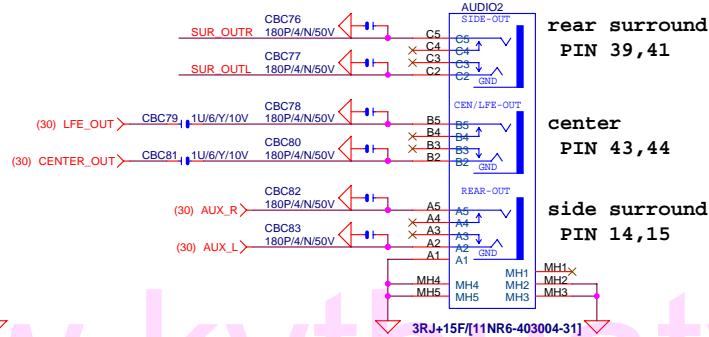 AUDIO2
SIDE-OUT
CBC76
180P/4/N/50V
SUR_OUTR
C5 C5
C4 C4
CBC77
180P/4/N/50V
SUR_OUTL
C3 C3
C2 C2
GND
rear surround
PIN 39,41
CEN/LFE-OUT
CBC78
180P/4/N/50V
(30) LFE_OUT
CBC79
1U/6/Y/10V
B5 B5
B4 B4
CBC80
180P/4/N/50V
(30) CENTER_OUT
CBC81
1U/6/Y/10V
B3 B3
B2 B2
GND
center
PIN 43,44
REAR-OUT
CBC82
180P/4/N/50V
(30) AUX_R
A5 A5
A4 A4
CBC83
180P/4/N/50V
(30) AUX_L
A3 A3
A2 A2
GND
A1 A1
side surround
PIN 14,15
MH1 MH1
MH4 MH4
MH2 MH2
MH5 MH5
MH3 MH3
3RJ+15F/[11NR6-403004-31]